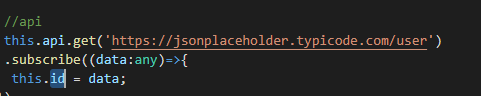 //api
this.api.get('https://jsonplaceholder.typicode.com/user')
.subscribe((data:any)=>{
this.id = data;